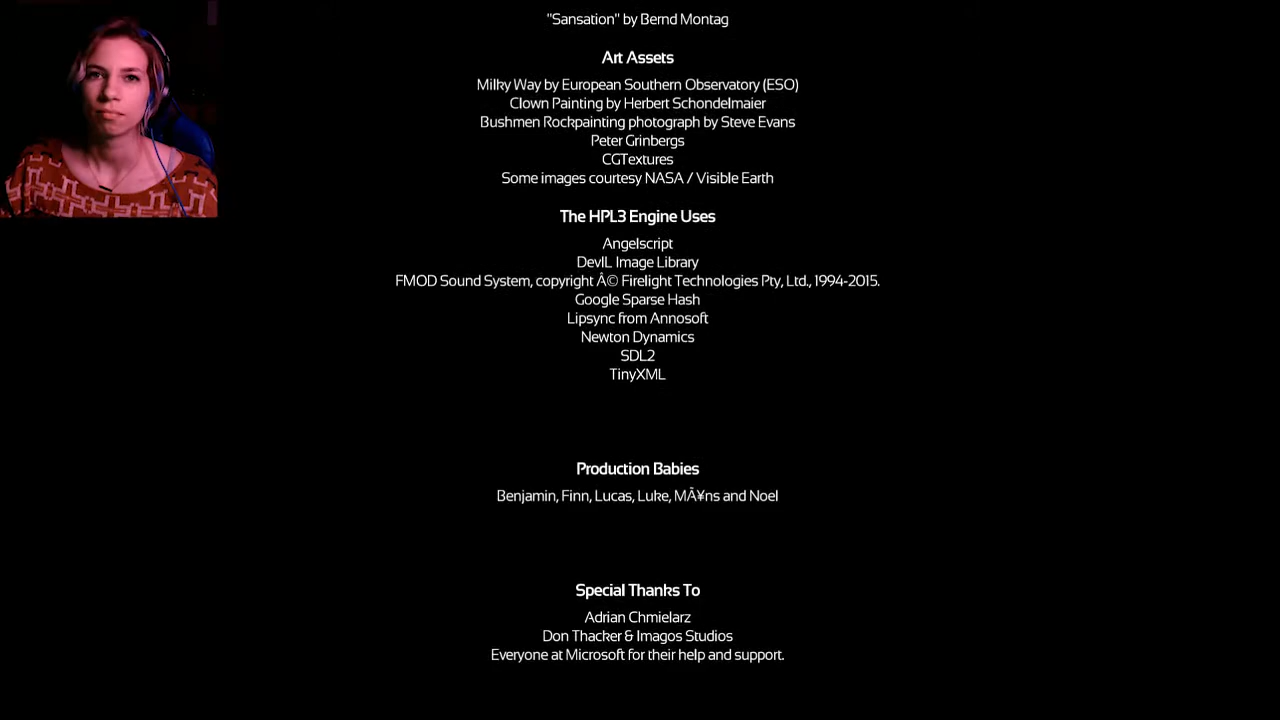 "Sansation" by Bernd Montag
Art Assets
Milky Way by European Southern Observatory (ESO)
Clown Painting by Herbert Schondelmaier
Bushmen Rockpainting photograph by Steve Evans
Peter Grinbergs
CGTextures
Some images courtesy NASA / Visible Earth
The HPL3 Engine Uses
Angelscript
DevIL Image Library
FMOD Sound System, copyright Â© Firelight Technologies Pty, Ltd., 1994-2015.
Google Sparse Hash
Lipsync from Annosoft
Newton Dynamics
SDL2
TinyXML
Production Babies
Benjamin, Finn, Lucas, Luke, MÃ¥ns and Noel
Special Thanks To
Adrian Chmielarz
Don Thacker & Imagos Studios
Everyone at Microsoft for their help and support.